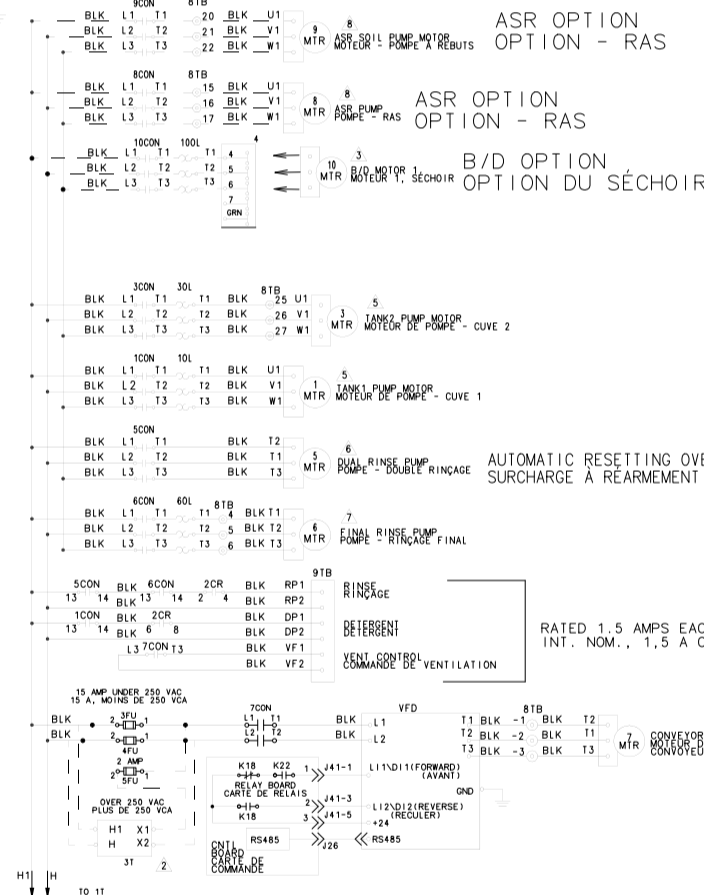 9CON 8TB
BLK L1 T1 20 BLK U1
BLK L2 T2 21 BLK V1
BLK L3 T3 22 BLK W1
9 MTR
8
ASR SOIL PUMP MOTOR
MOTEUR - POMPE À REBUTS
ASR OPTION
OPTION - RAS
8CON 8TB
BLK L1 T1 15 BLK U1
BLK L2 T2 16 BLK V1
BLK L3 T3 17 BLK W1
8 MTR
8
ASR PUMP
POMPE - RAS
ASR OPTION
OPTION - RAS
10CON 10OL 4
BLK L1 T1 T1 4
BLK L2 T2 T2 5
BLK L3 T3 T3 6
7
GRN
10 MTR
3
B/D MOTOR 1,
MOTEUR 1, SÉCHOIR
B/D OPTION
OPTION DU SÉCHOIR
3CON 3OL 8TB
BLK L1 T1 T1 BLK 25 U1
BLK L2 T2 T2 BLK 26 V1
BLK L3 T3 T3 BLK 27 W1
3 MTR
5
TANK2 PUMP MOTOR
MOTEUR DE POMPE - CUVE 2
1CON 1OL
BLK L1 T1 T1 BLK U1
BLK L2 T2 T2 BLK V1
BLK L3 T3 T3 BLK W1
1 MTR
5
TANK1 PUMP MOTOR
MOTEUR DE POMPE - CUVE 1
5CON
BLK L1 T1 BLK T2
BLK L2 T2 BLK T1
BLK L3 T3 BLK T3
5 MTR
6
DUAL RINSE PUMP
POMPE - DOUBLE RINÇAGE
AUTOMATIC RESETTING OVE
SURCHARGE À RÉARMEMENT
6CON 6OL 8TB
BLK L1 T1 T1 4 BLK T1
BLK L2 T2 T2 5 BLK T2
BLK L3 T3 T3 6 BLK T3
6 MTR
7
FINAL RINSE PUMP
POMPE - RINÇAGE FINAL
9TB
5CON BLK 6CON 2CR BLK RP1
13 14 BLK 13 14 2 4 BLK RP2
1CON BLK 2CR BLK DP1
13 14 BLK 6 8 BLK DP2
L3 7CON T3 BLK VF1
BLK VF2
RINSE
RINÇAGE
DETERGENT
DÉTERGENT
VENT CONTROL
COMMANDE DE VENTILATION
RATED 1.5 AMPS EAC
INT. NOM., 1,5 A C
15 AMP UNDER 250 VAC
15 A, MOINS DE 250 VCA
BLK 2 3FU 1
BLK 2 4FU 1
2 AMP
2 5FU 1
OVER 250 VAC
PLUS DE 250 VCA
H1 X1
H X2
3T
2
7CON
L1 T1 BLK L1
L2 T2 BLK L2
VFD
8TB
T1 BLK -1 BLK T2
T2 BLK -2 BLK T1
T3 BLK -3 BLK T3
7 MTR
CONVEYOR
MOTEUR D
CONVOYEU
K18 K22 1 J41-1 LI1\DI1(FORWARD)
(AVANT)
RELAY BOARD
CARTE DE RELAIS
K18 2 J41-3 LI2\DI2(REVERSE)
(RECULER)
3 J41-5 +24
GND
CNTL
BOARD
CARTE DE
COMMANDE
RS485 J26 RS485
H1 H
TO 1T